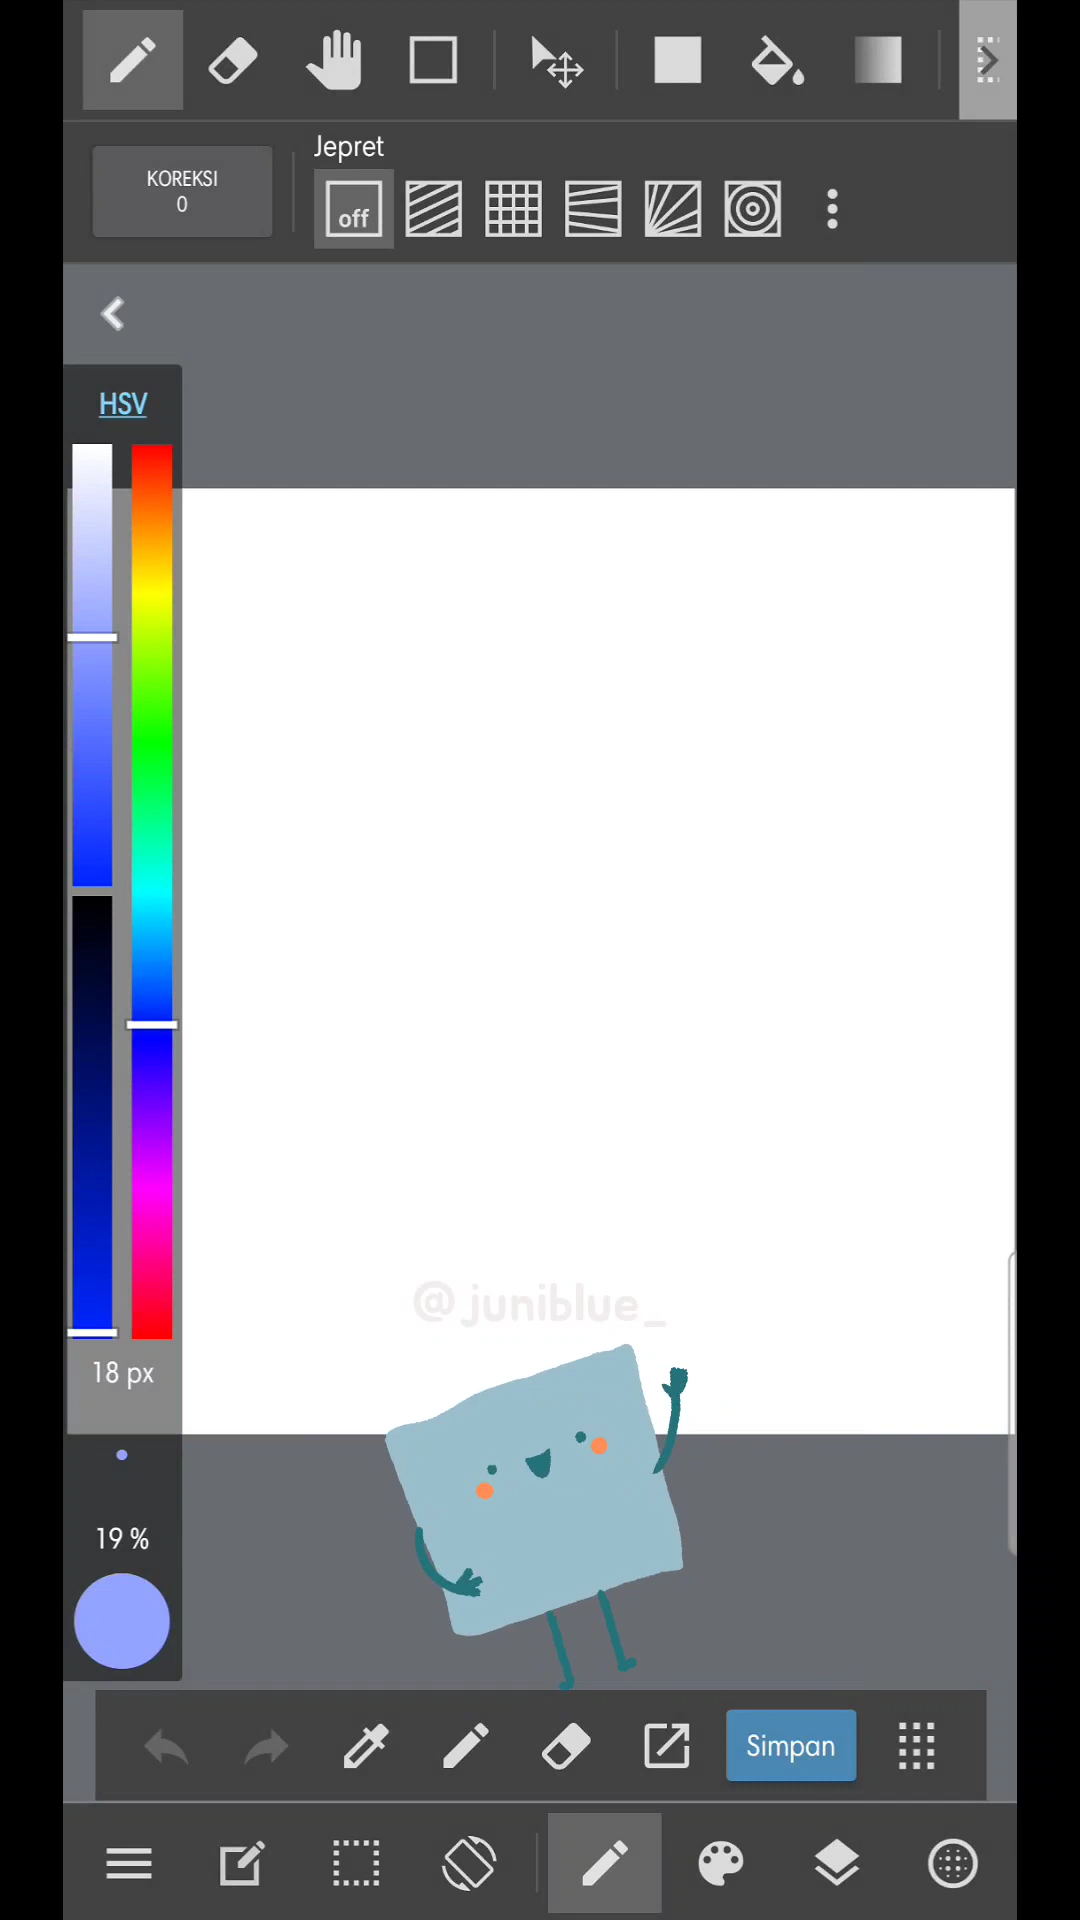 Jepret
KOREKSI
0
off
HSV
@juniblue_
18 px
19 %
Simpan